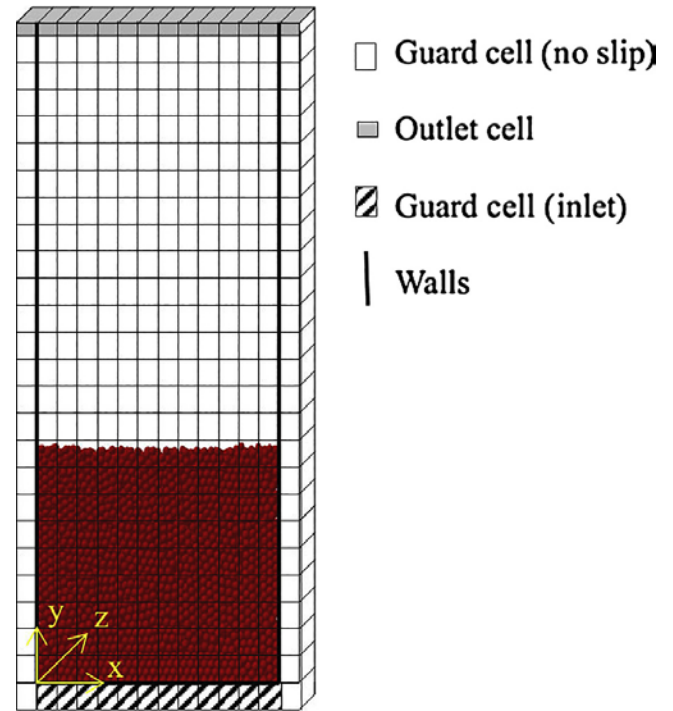 Guard cell (no slip)
Outlet cell
Guard cell (inlet)
Walls
y
z
x